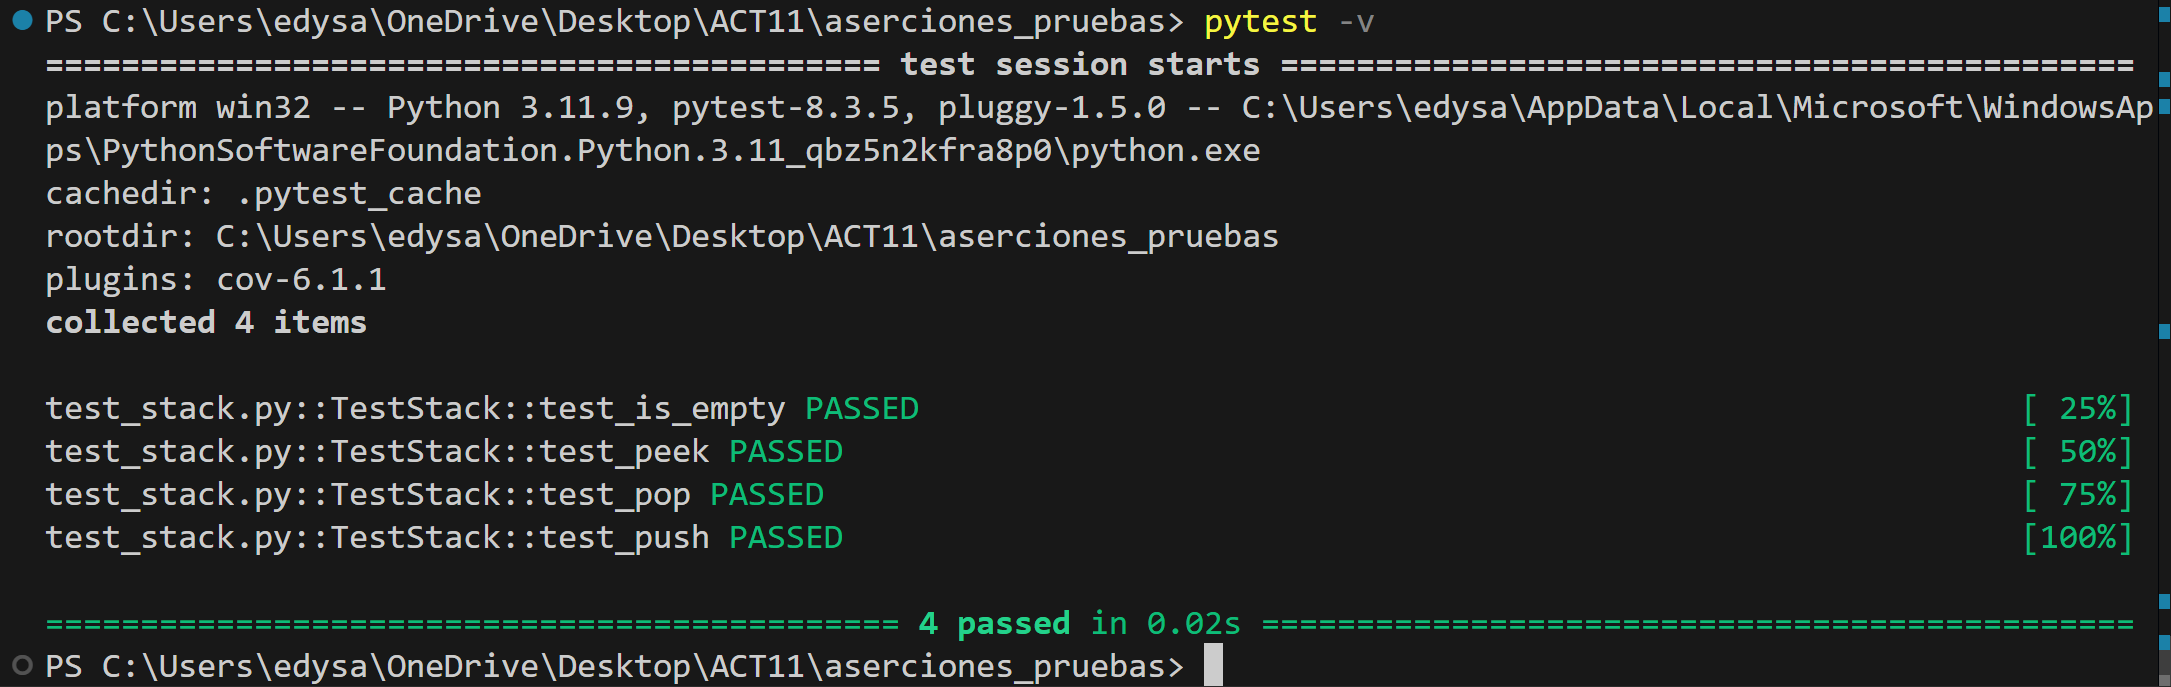 PS C:\Users\edysa\OneDrive\Desktop\ACT11\aserciones_pruebas> pytest -v
============================================ test session starts =============================================
platform win32 -- Python 3.11.9, pytest-8.3.5, pluggy-1.5.0 -- C:\Users\edysa\AppData\Local\Microsoft\WindowsAp
ps\PythonSoftwareFoundation.Python.3.11_qbz5n2kfra8p0\python.exe
cachedir: .pytest_cache
rootdir: C:\Users\edysa\OneDrive\Desktop\ACT11\aserciones_pruebas
plugins: cov-6.1.1
collected 4 items
test_stack.py::TestStack::test_is_empty PASSED [ 25%]
test_stack.py::TestStack::test_peek PASSED [ 50%]
test_stack.py::TestStack::test_pop PASSED [ 75%]
test_stack.py::TestStack::test_push PASSED [100%]
============================================= 4 passed in 0.02s ==============================================
PS C:\Users\edysa\OneDrive\Desktop\ACT11\aserciones_pruebas>